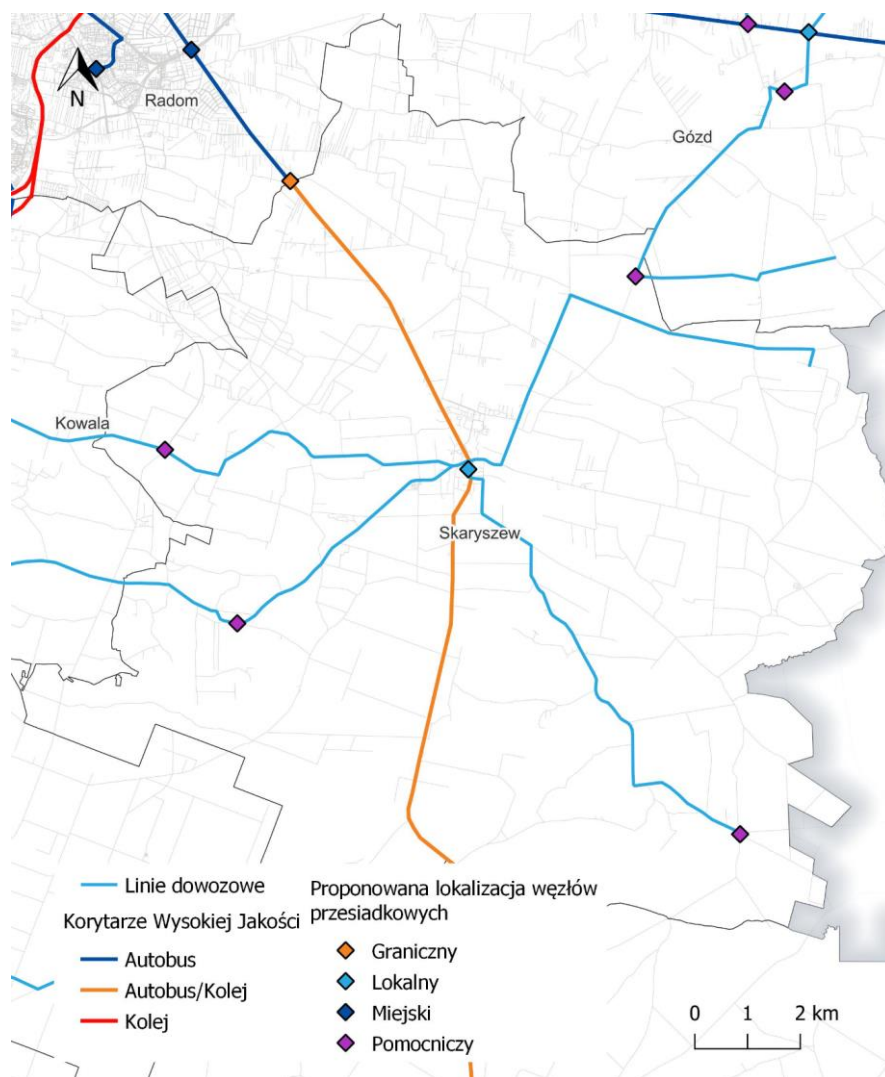 N
Radom
Gózd
Kowala
Skaryszew
Linie dowozowe
Korytarze Wysokiej Jakości
Autobus
Autobus/Kolej
Kolej
Proponowana lokalizacja węzłów
przesiadkowych
Graniczny
Lokalny
Miejski
Pomocniczy
0 1 2 km